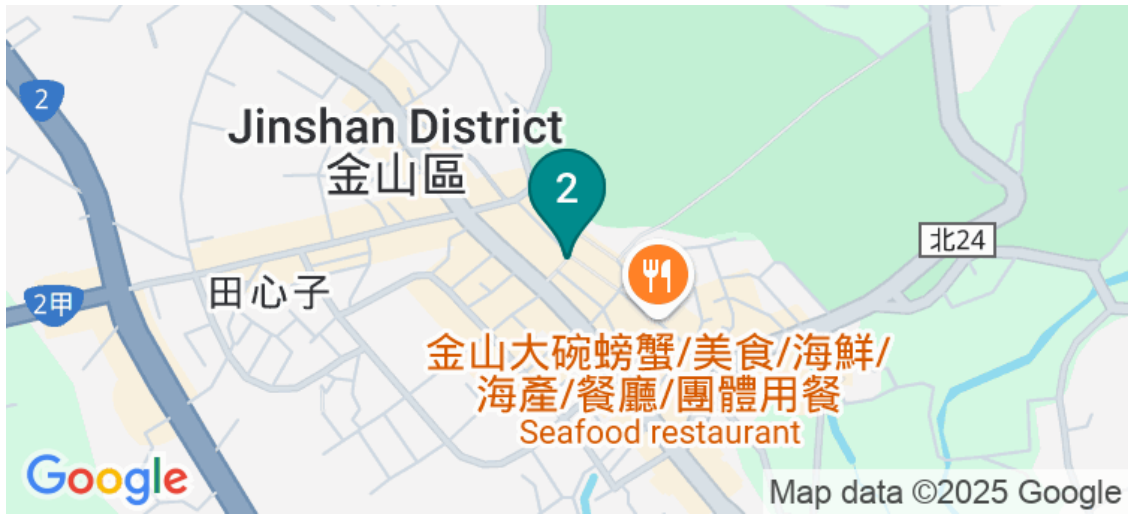 2
Jinshan District
金山區
2
北24
田心子
2甲
金山大碗螃蟹/美食/海鮮/
海產/餐廳/團體用餐
Seafood restaurant
Google
Map data ©2025 Google